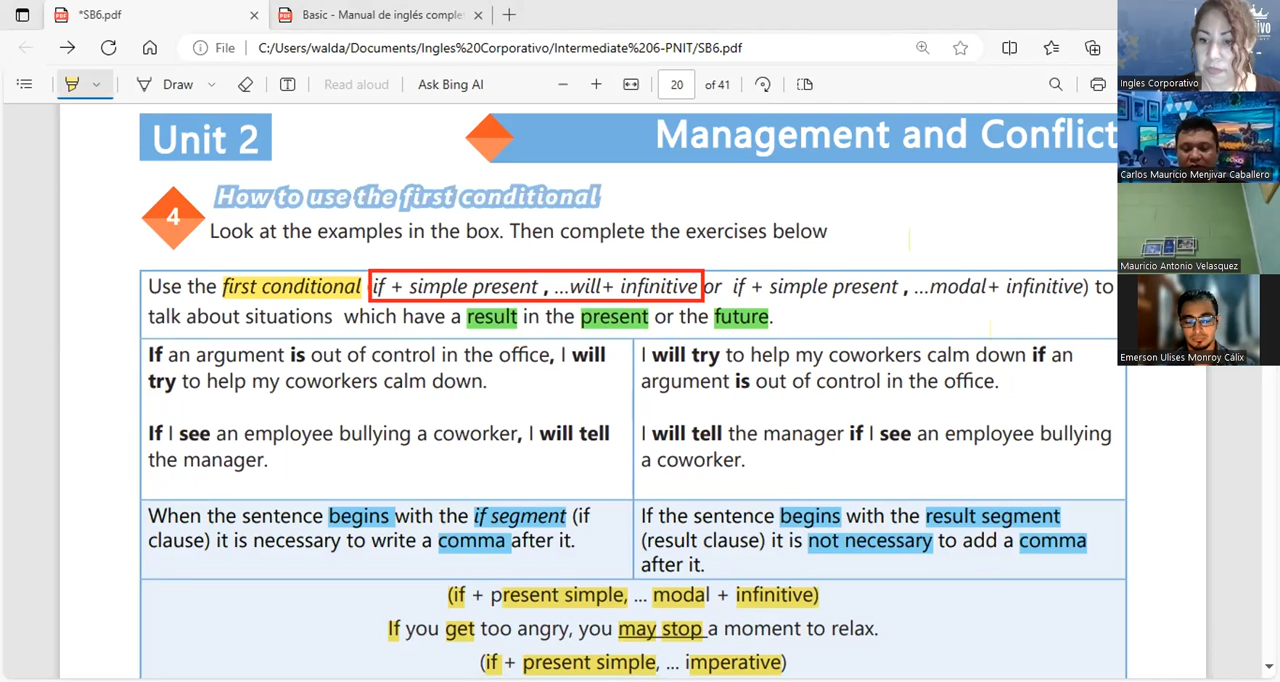 *SB6.pdf
Basic - Manual de inglés comple
File C:/Users/walda/Documents/Ingles%20Corporativo/Intermediate%206-PNIT/SB6.pdf
Draw Read aloud Ask Bing AI 20 of 41
Unit 2 Management and Conflict
How to use the first conditional
4
Look at the examples in the box. Then complete the exercises below
Use the first conditional if + simple present , ...will+ infinitive or if + simple present , ...modal+ infinitive) to
talk about situations which have a result in the present or the future.
If an argument is out of control in the office, I will
try to help my coworkers calm down.
If I see an employee bullying a coworker, I will tell
the manager.
I will try to help my coworkers calm down if an
argument is out of control in the office.
I will tell the manager if I see an employee bullying
a coworker.
When the sentence begins with the if segment (if
clause) it is necessary to write a comma after it.
If the sentence begins with the result segment
(result clause) it is not necessary to add a comma
after it.
(if + present simple, ... modal + infinitive)
If you get too angry, you may stop a moment to relax.
(if + present simple, ... imperative)
Ingles Corporativo
Carlos Mauricio Menjivar Caballero
Mauricio Antonio Velasquez
Emerson Ulises Monroy Cálix